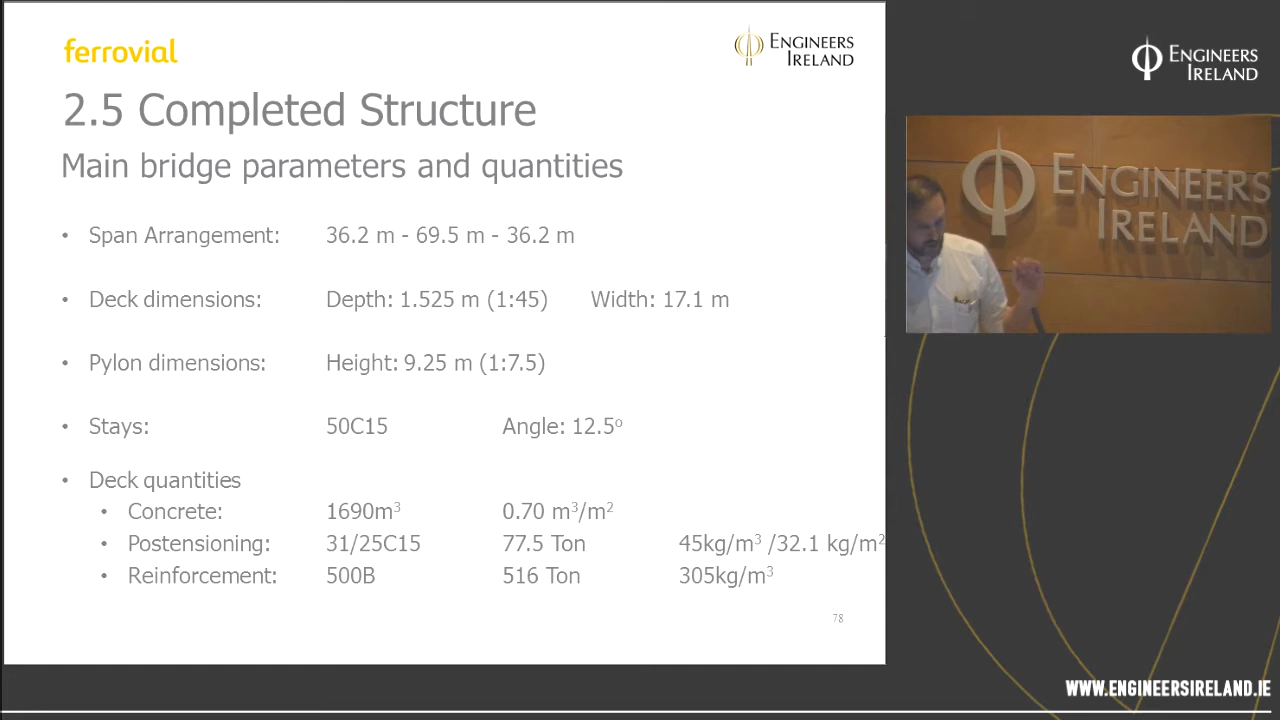 ferrovial
ENGINEERS
IRELAND
2.5 Completed Structure
Main bridge parameters and quantities
• Span Arrangement: 36.2 m - 69.5 m - 36.2 m
• Deck dimensions: Depth: 1.525 m (1:45) Width: 17.1 m
• Pylon dimensions: Height: 9.25 m (1:7.5)
• Stays: 50C15 Angle: 12.5º
• Deck quantities
• Concrete: 1690m³ 0.70 m³/m²
• Postensioning: 31/25C15 77.5 Ton 45kg/m³ /32.1 kg/m²
• Reinforcement: 500B 516 Ton 305kg/m³
78
ENGINEERS
IRELAND
ENGINEERS
IRELAND
WWW.ENGINEERSIRELAND.IE